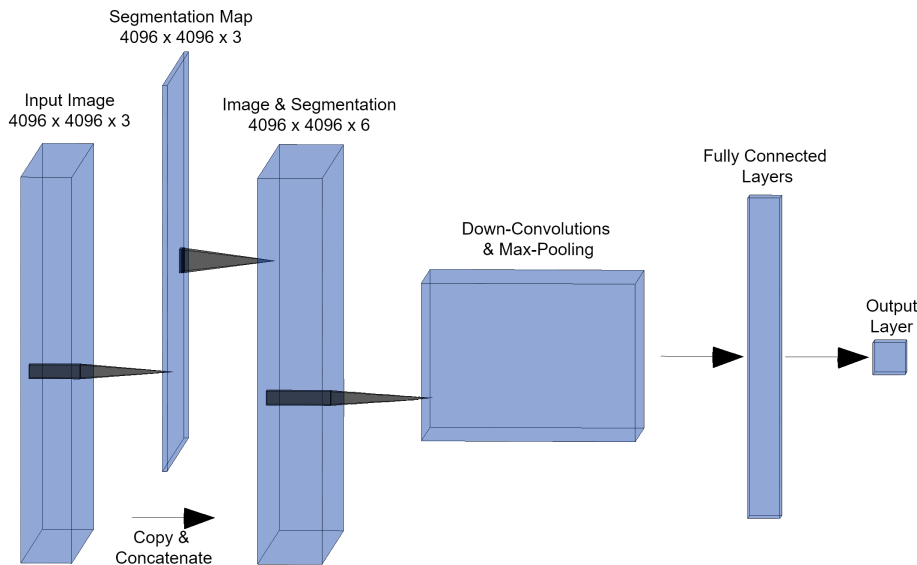 Segmentation Map
4096 x 4096 x 3
Input Image
4096 x 4096 x 3
Image & Segmentation
4096 x 4096 x 6
Fully Connected
Layers
Down-Convolutions
& Max-Pooling
Output
Layer
Copy &
Concatenate